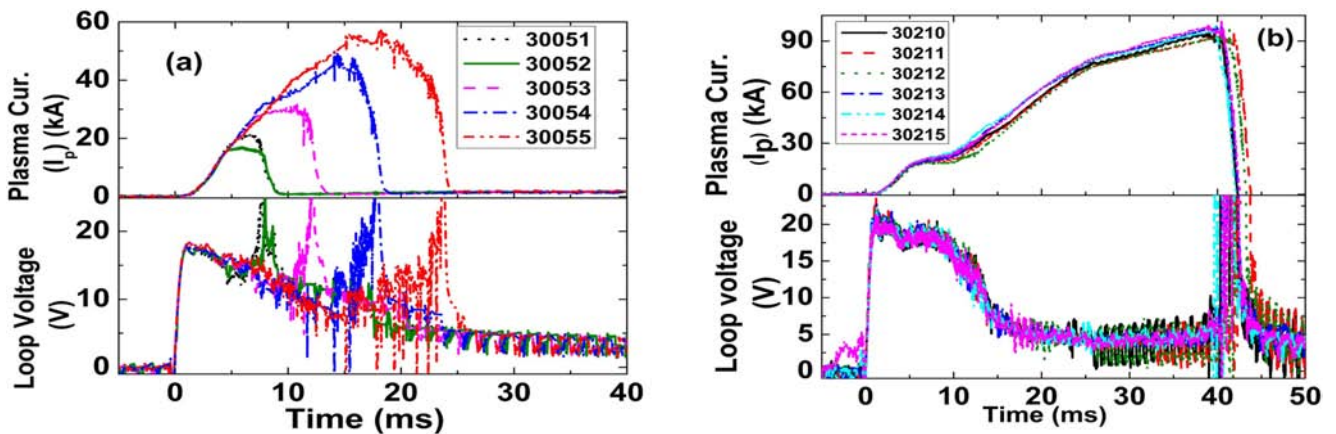 (a)
Plasma Cur.
(Ip) (kA)
60
40
20
0
30051
30052
30053
30054
30055
Loop Voltage
(V)
20
10
0
0 10 20 30 40
Time (ms)
(b)
Plasma Cur.
(Ip) (kA)
90
60
30
0
30210
30211
30212
30213
30214
30215
Loop voltage
(V)
20
15
10
5
0
0 10 20 30 40 50
Time (ms)